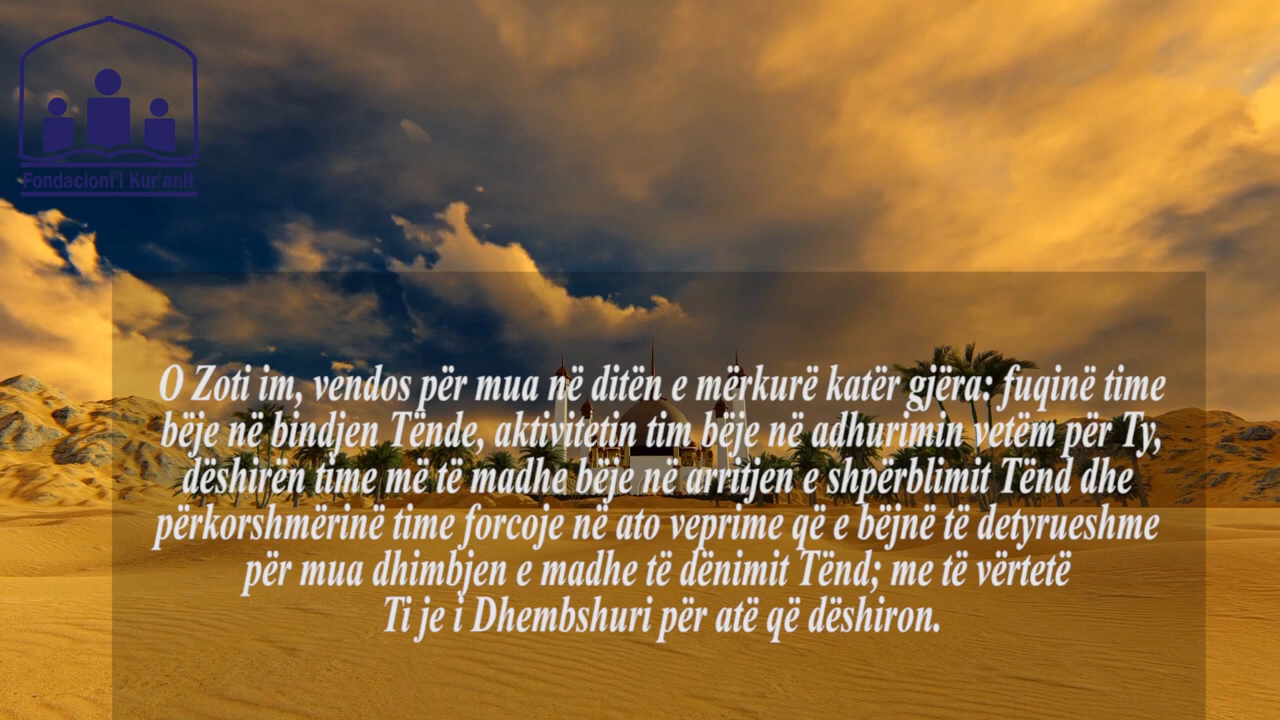 Fondacioni i Kur'anit
O Zoti im, vendos për mua në ditën e mërkurë katër gjëra: fuqinë time
bëje në bindjen Tënde, aktivitetin tim bëje në adhurimin vetëm për Ty,
dëshirën time më të madhe bëje në arritjen e shpërblimit Tënd dhe
përkorshmërinë time forcoje në ato veprime që e bëjnë të detyrueshme
për mua dhimbjen e madhe të dënimit Tënd; me të vërtetë
Ti je i Dhembshuri për atë që dëshiron.